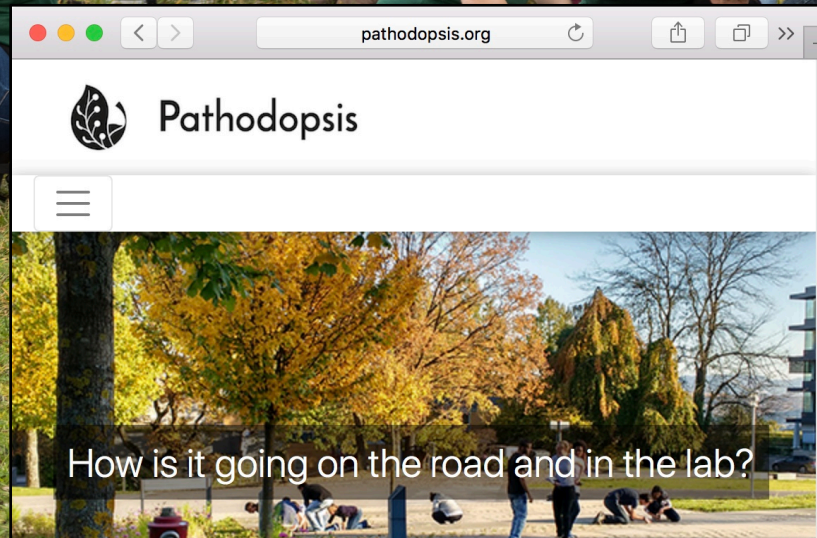 pathodopsis.org
Pathodopsis
How is it going on the road and in the lab?